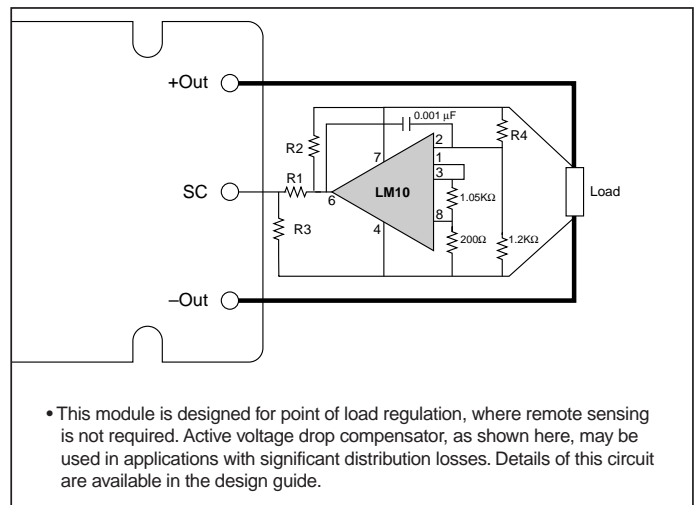 +Out
0.001 µF
R2
7
2
R4
1
R1
3
SC
LM10
Load
6
1.05KΩ
8
R3
4
200Ω
1.2KΩ
–Out
• This module is designed for point of load regulation, where remote sensing
is not required. Active voltage drop compensator, as shown here, may be
used in applications with significant distribution losses. Details of this circuit
are available in the design guide.